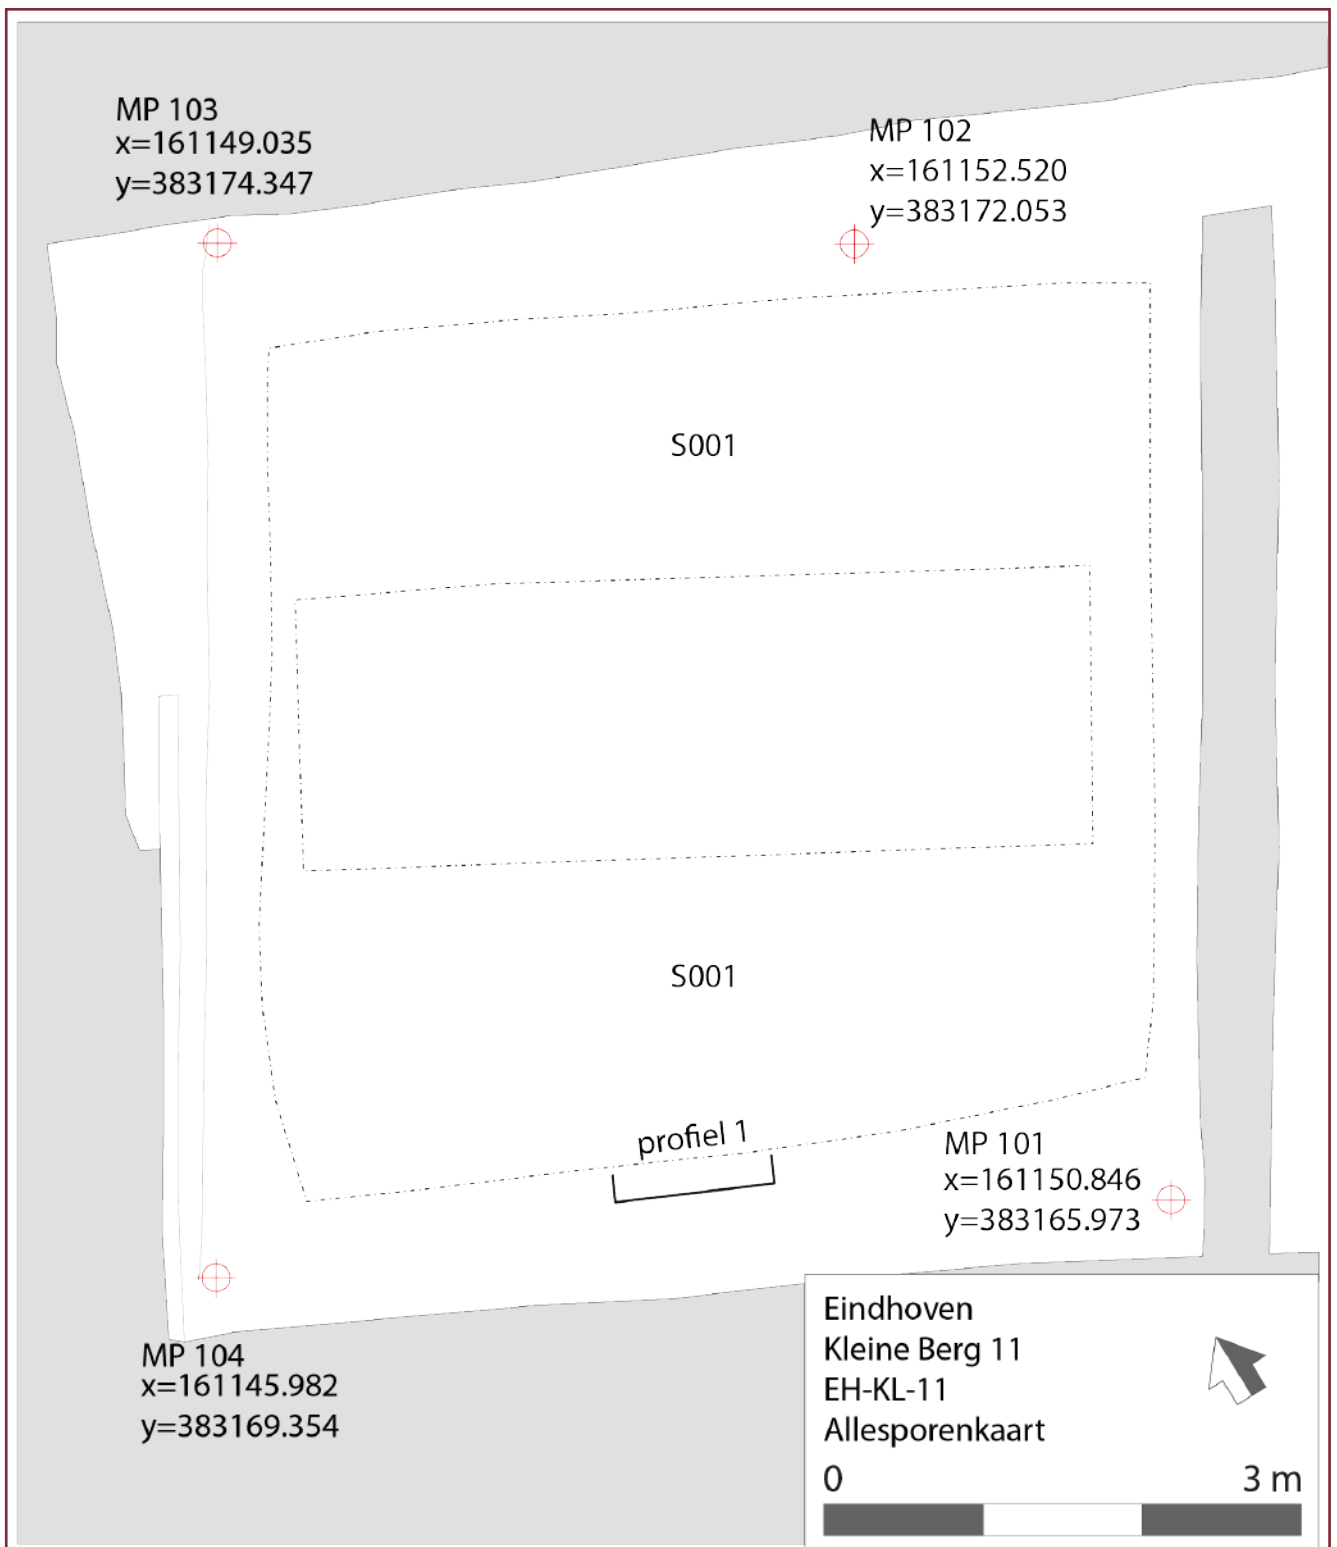 MP 103
x=161149.035
y=383174.347
MP 102
x=161152.520
y=383172.053
S001
S001
profiel 1
MP 101
x=161150.846
y=383165.973
MP 104
x=161145.982
y=383169.354
Eindhoven
Kleine Berg 11
EH-KL-11
Allesporenkaart
0 3 m